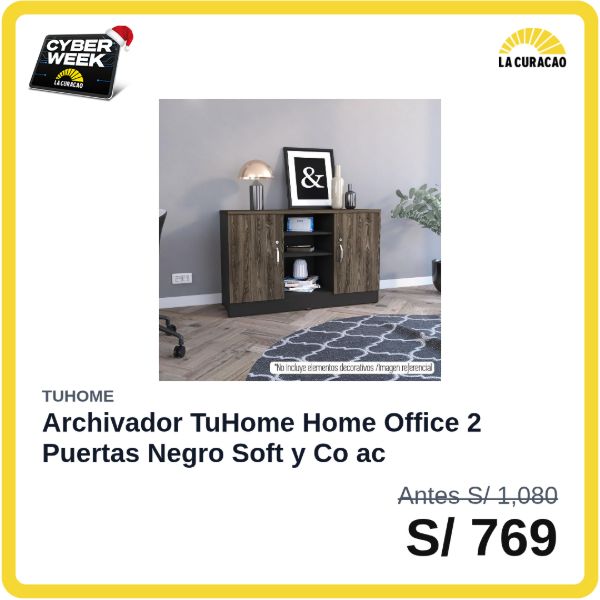 CYBER
WEEK
LA CURACAO
LA CURACAO
&
*No incluye elementos decorativos /Imagen referencial
TUHOME
Archivador TuHome Home Office 2
Puertas Negro Soft y Co ac
Antes S/ 1,080
S/ 769